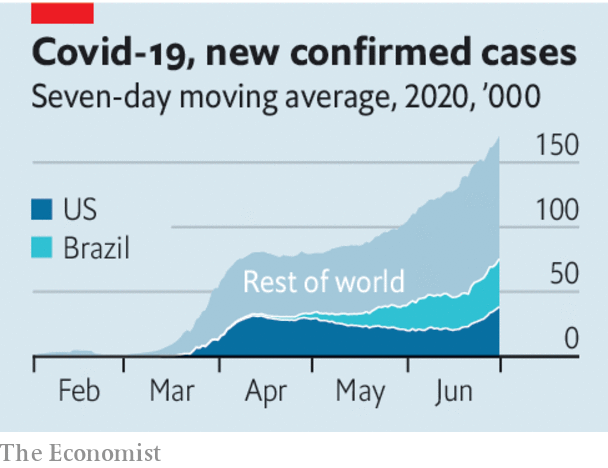 Covid-19, new confirmed cases
Seven-day moving average, 2020, ’000
150
US
100
Brazil
Rest of world
50
0
Feb Mar Apr May Jun
The Economist